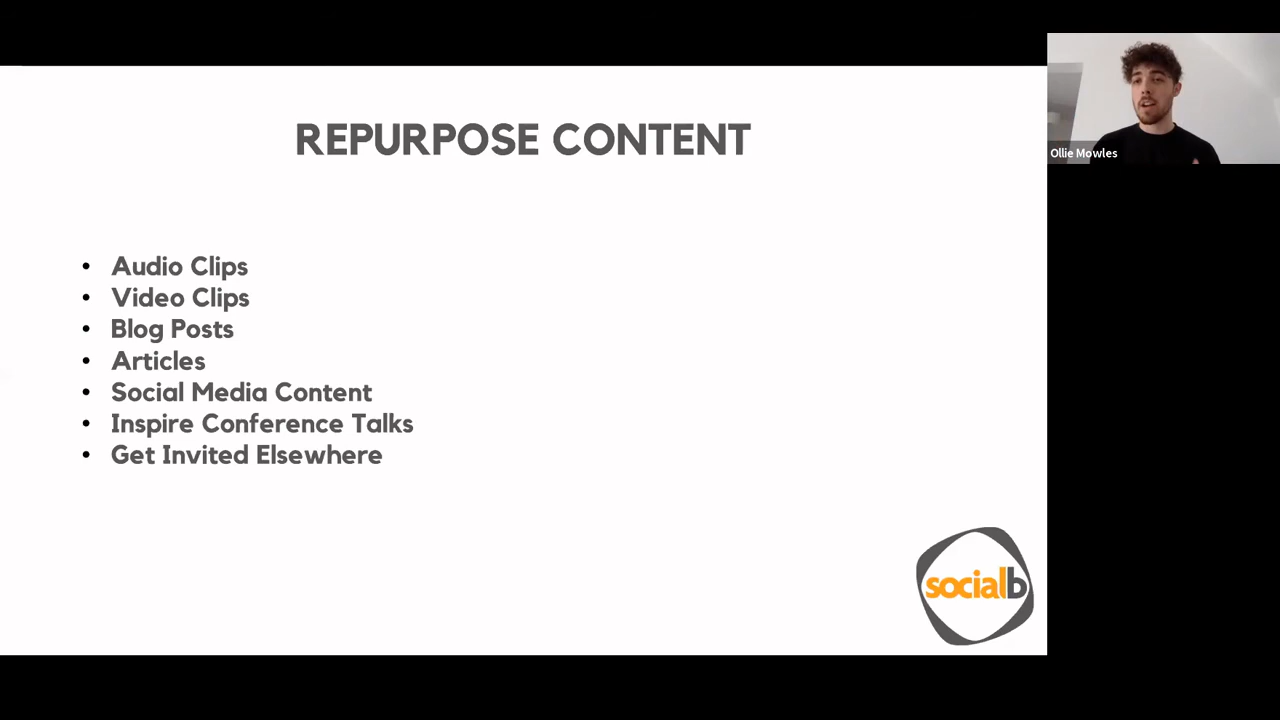 REPURPOSE CONTENT
Ollie Mowles
• Audio Clips
• Video Clips
• Blog Posts
• Articles
• Social Media Content
• Inspire Conference Talks
• Get Invited Elsewhere
socialb